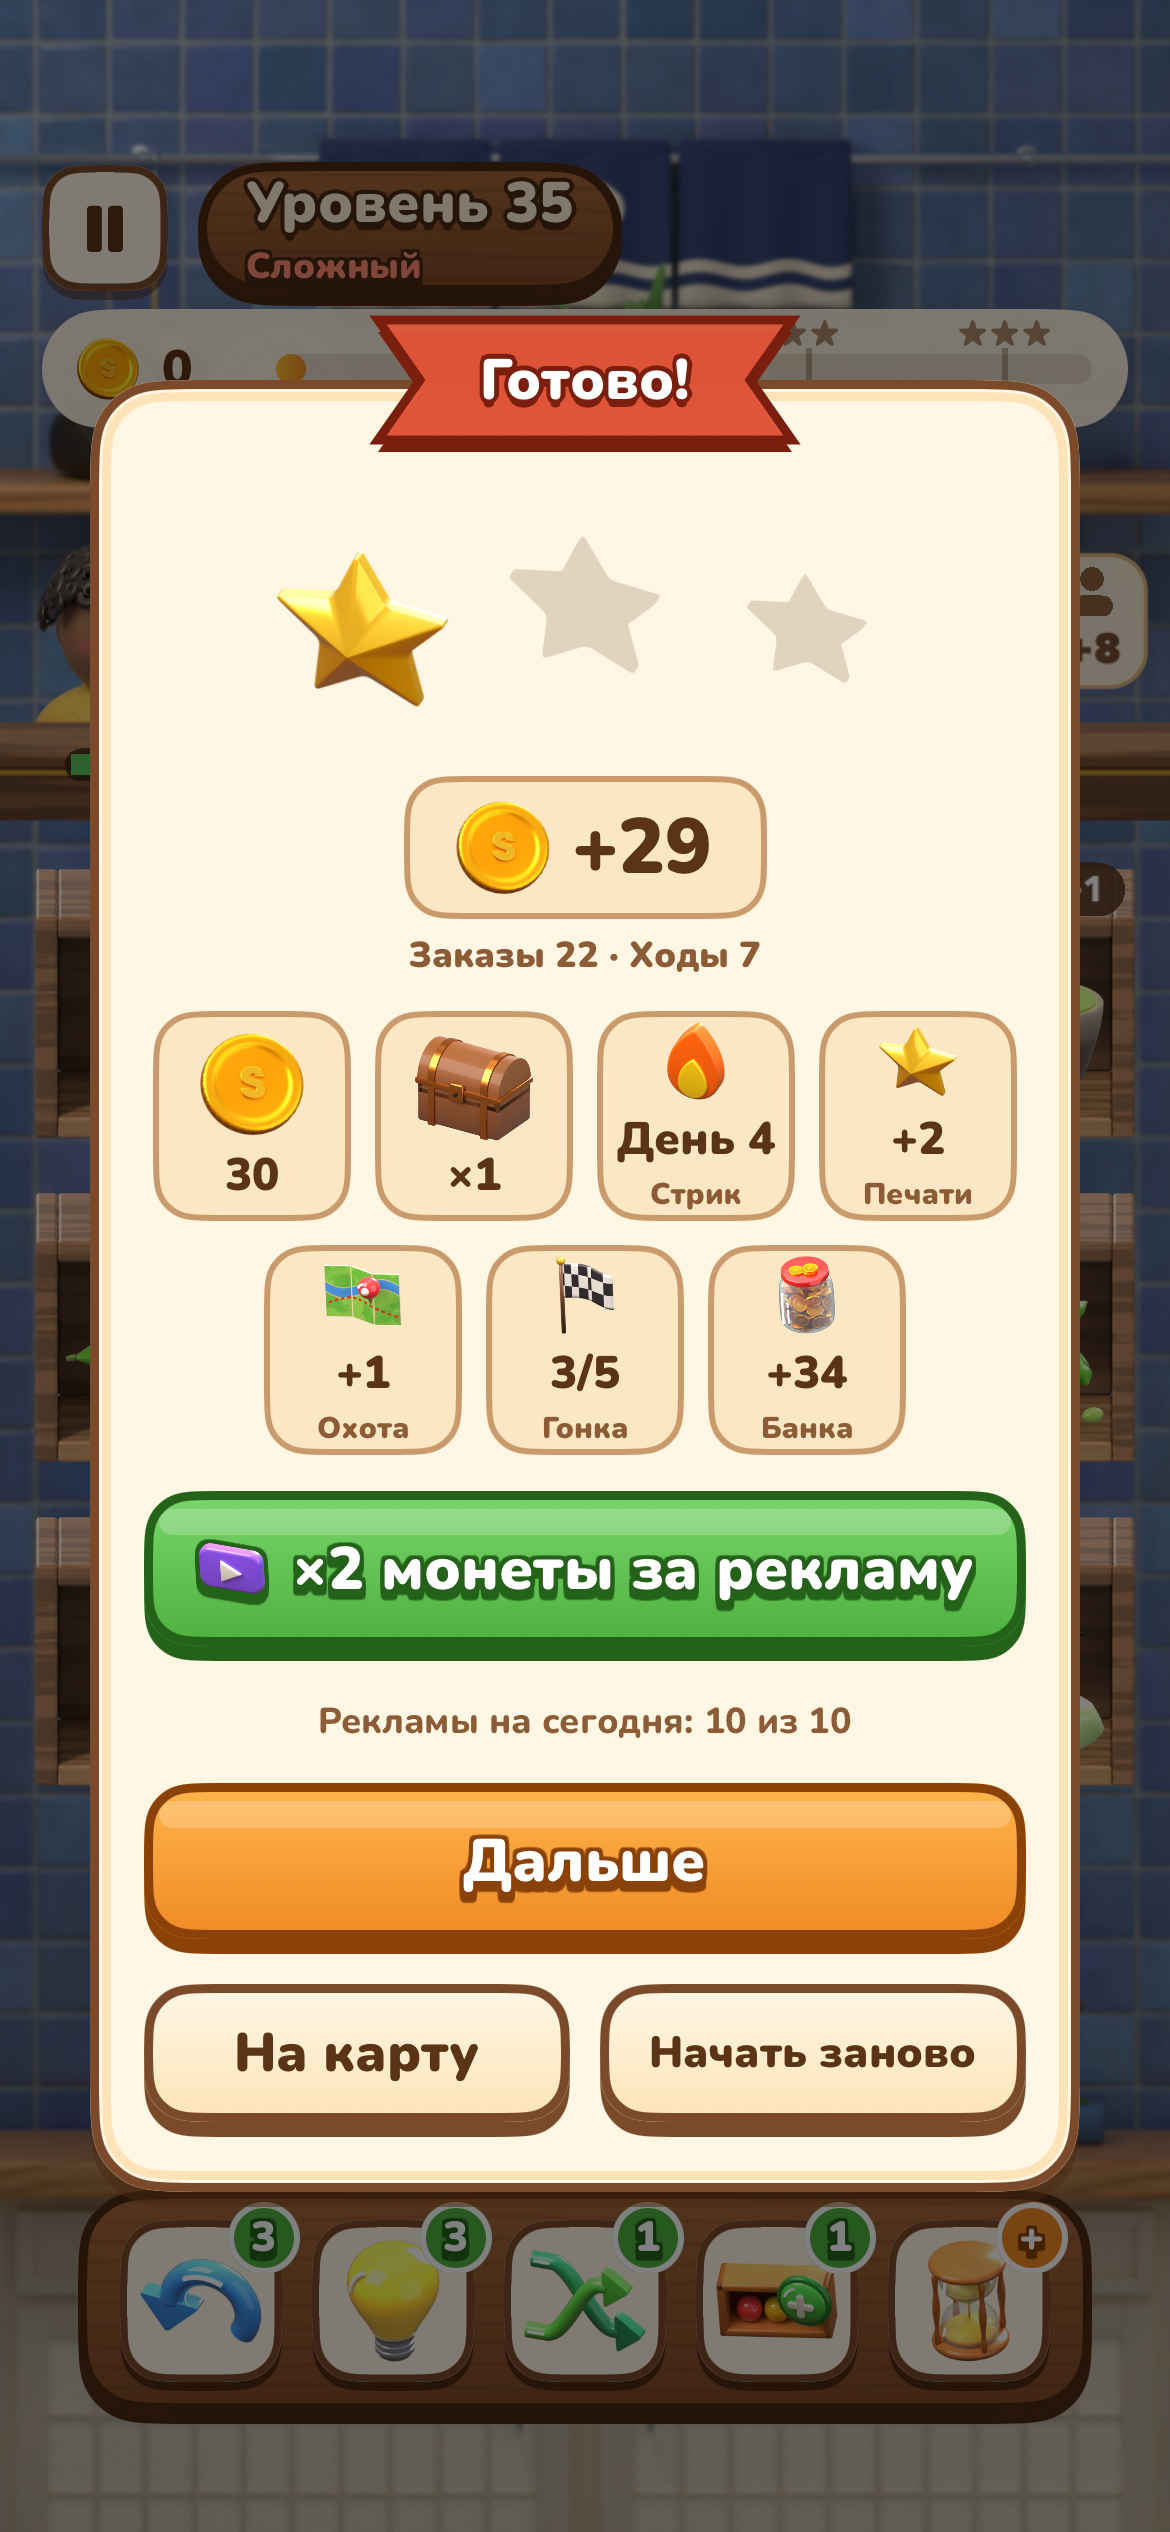 Уровень 35
Сложный
0
Готово!
+8
+29
Заказы 22 · Ходы 7
30
×1
День 4
Стрик
+2
Печати
+1
Охота
3/5
Гонка
+34
Банка
×2 монеты за рекламу
Рекламы на сегодня: 10 из 10
Дальше
На карту
Начать заново
3
3
1
1
+